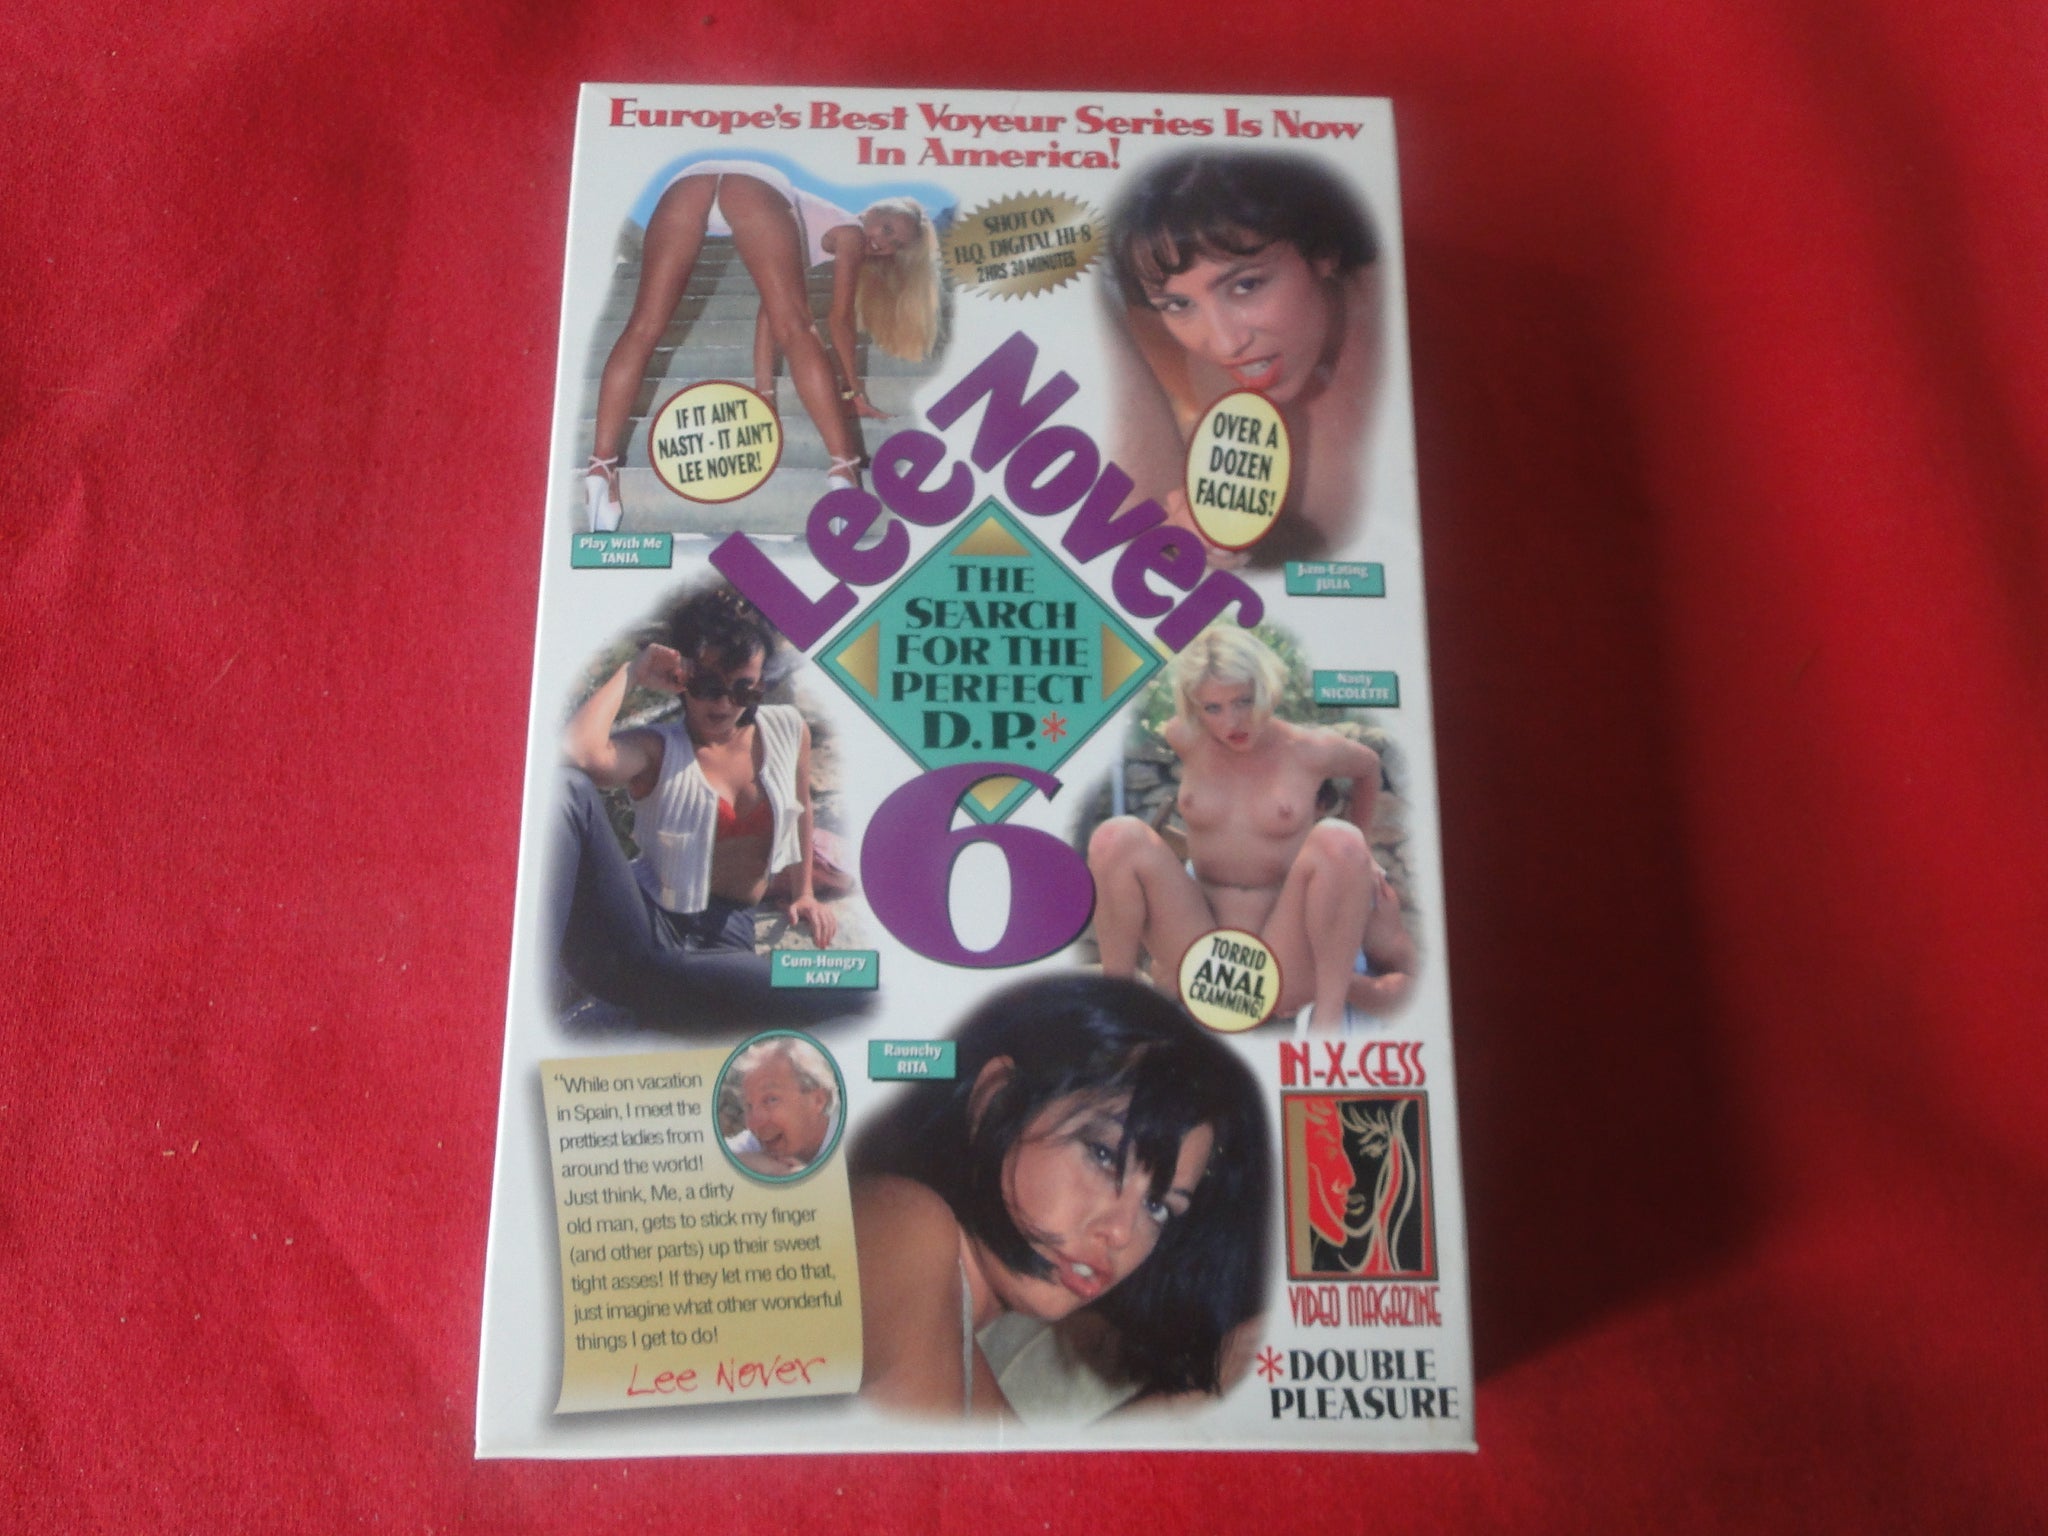 Europe's Best Voyeur Series Is Now
In America!
SHOT ON
H.Q. DIGITAL HI-8
2 HRS 30 MINUTES
IF IT AIN'T
NASTY - IT AIN'T
LEE NOVER!
OVER A
DOZEN
FACIALS!
Play With Me
TANIA
JULIA
Lee Nover
THE
SEARCH
FOR THE
PERFECT
D.P.*
6
Nasty
NICOLETTE
Cum-Hungry
KATY
TORRID
ANAL
CRAMMING!
Raunchy
RITA
"While on vacation
in Spain, I meet the
prettiest ladies from
around the world!
Just think, Me, a dirty
old man, gets to stick my finger
(and other parts) up their sweet
tight asses! If they let me do that,
just imagine what other wonderful
things I get to do!
Lee Nover
IN-X-CESS
VIDEO MAGAZINE
*DOUBLE
PLEASURE